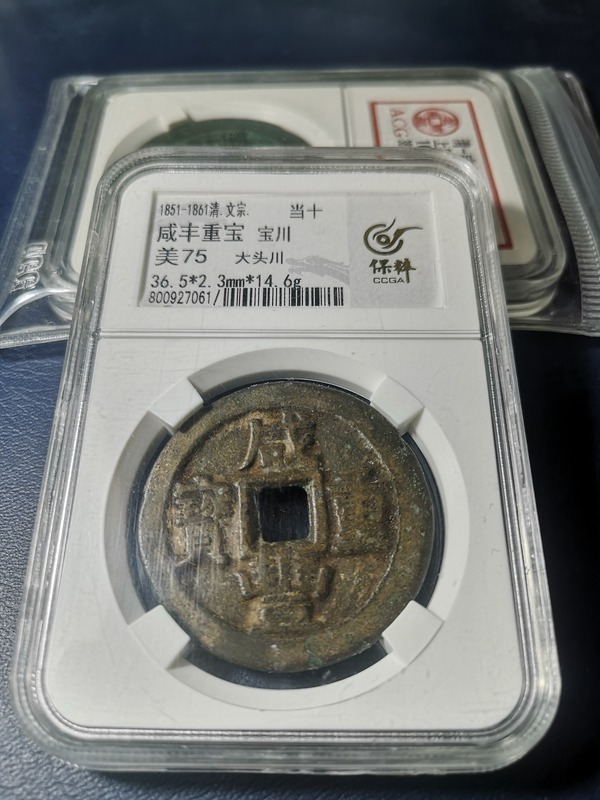 1851-1861清.文宗. 当十
咸丰重宝 宝川
美75 大头川
36.5*2.3mm*14.6g
800927061/
保粹
CCGA
咸
豐
重
寶
ACG